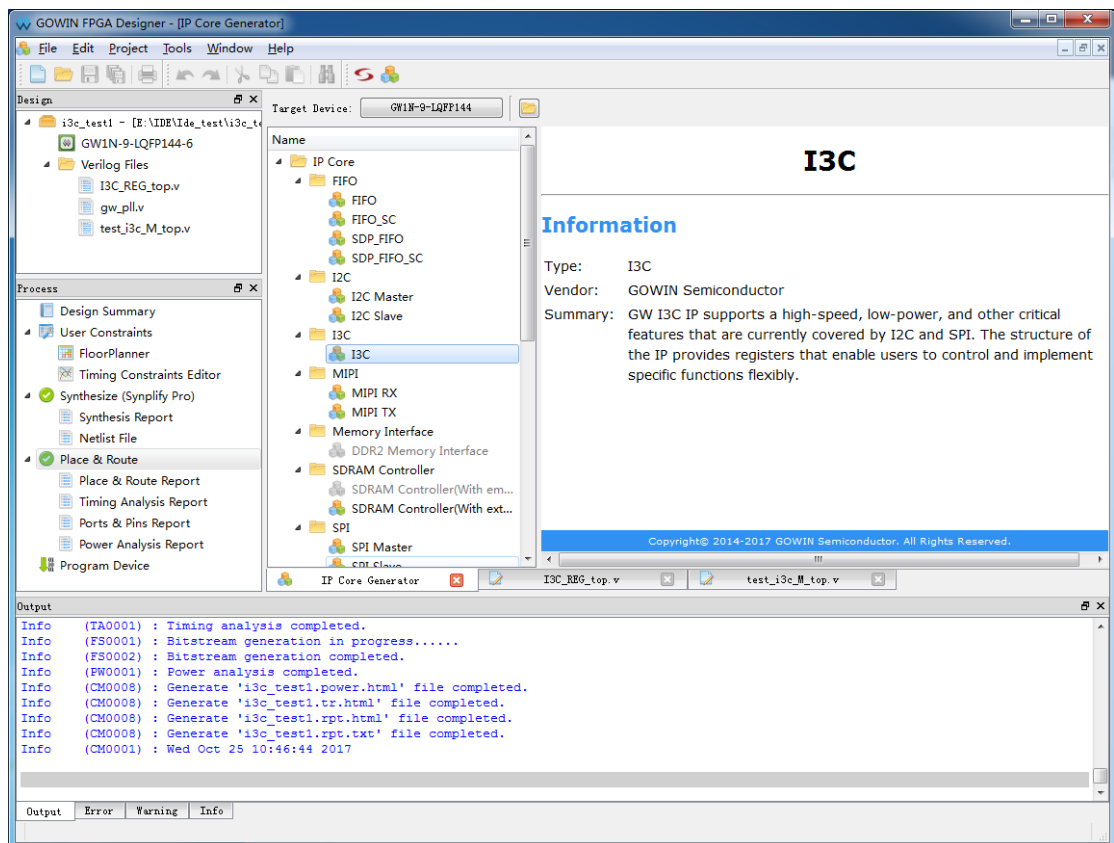 GOWIN FPGA Designer - [IP Core Generator]
File Edit Project Tools Window Help
Design
i3c_test1 - [E:\IDE\Ide_test\i3c_te
GW1N-9-LQFP144-6
Verilog Files
I3C_REG_top.v
gw_pll.v
test_i3c_M_top.v
Process
Design Summary
User Constraints
FloorPlanner
Timing Constraints Editor
Synthesize (Synplify Pro)
Synthesis Report
Netlist File
Place & Route
Place & Route Report
Timing Analysis Report
Ports & Pins Report
Power Analysis Report
Program Device
Target Device: GW1N-9-LQFP144
Name
IP Core
FIFO
FIFO
FIFO_SC
SDP_FIFO
SDP_FIFO_SC
I2C
I2C Master
I2C Slave
I3C
I3C
MIPI
MIPI RX
MIPI TX
Memory Interface
DDR2 Memory Interface
SDRAM Controller
SDRAM Controller(With em...
SDRAM Controller(With ext...
SPI
SPI Master
SPI Slave
I3C
Information
Type: I3C
Vendor: GOWIN Semiconductor
Summary: GW I3C IP supports a high-speed, low-power, and other critical
features that are currently covered by I2C and SPI. The structure of
the IP provides registers that enable users to control and implement
specific functions flexibly.
Copyright© 2014-2017 GOWIN Semiconductor. All Rights Reserved.
IP Core Generator I3C_REG_top.v test_i3c_M_top.v
Output
Info (TA0001) : Timing analysis completed.
Info (FS0001) : Bitstream generation in progress......
Info (FS0002) : Bitstream generation completed.
Info (PW0001) : Power analysis completed.
Info (CM0008) : Generate 'i3c_test1.power.html' file completed.
Info (CM0008) : Generate 'i3c_test1.tr.html' file completed.
Info (CM0008) : Generate 'i3c_test1.rpt.html' file completed.
Info (CM0008) : Generate 'i3c_test1.rpt.txt' file completed.
Info (CM0001) : Wed Oct 25 10:46:44 2017
Output Error Warning Info